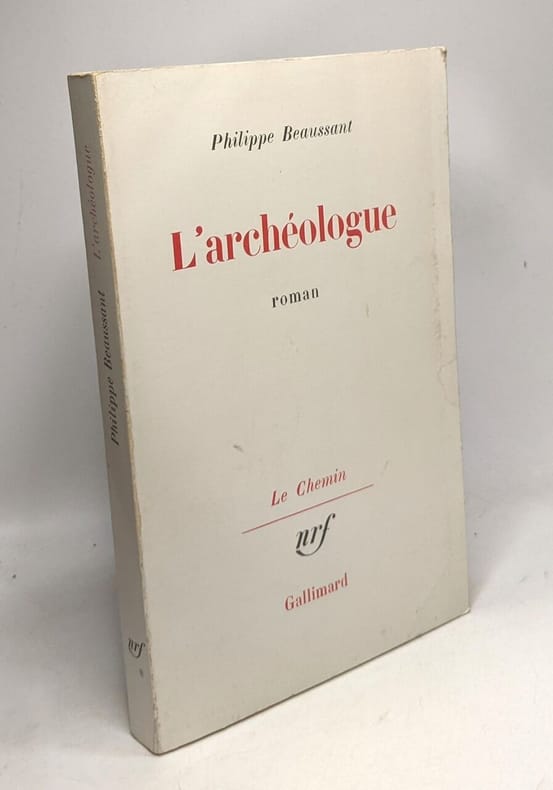 Philippe Beaussant
L'archéologue
roman
Le Chemin
nrf
Gallimard
Philippe Beaussant L'archéologue
nrf